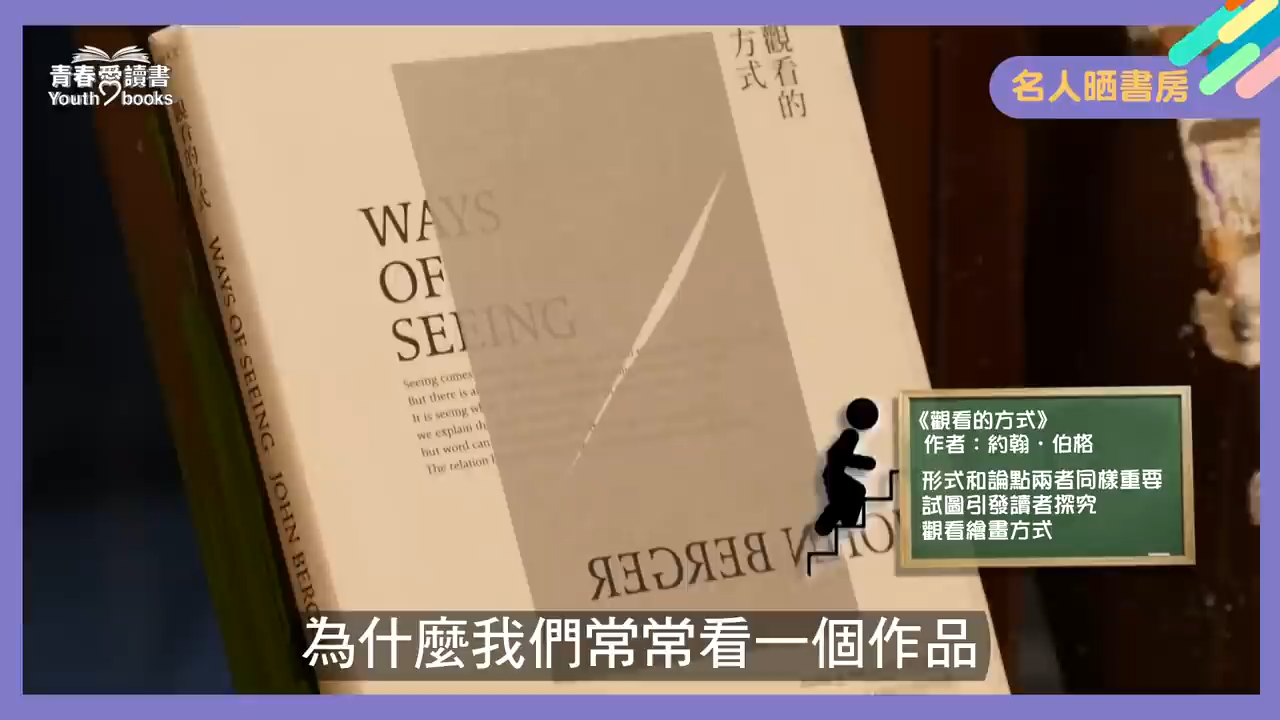 青春愛讀書
Youth books
名人晒書房
觀看的
方式
觀看的方式 WAYS OF SEEING JOHN BERG
WAYS
OF
SEEING
Seeing comes
But there is a
It is seeing wh
we explain th
but word can
The relation
JOHN BERGER
《觀看的方式》
作者：約翰・伯格
形式和論點兩者同樣重要
試圖引發讀者探究
觀看繪畫方式
為什麼我們常常看一個作品